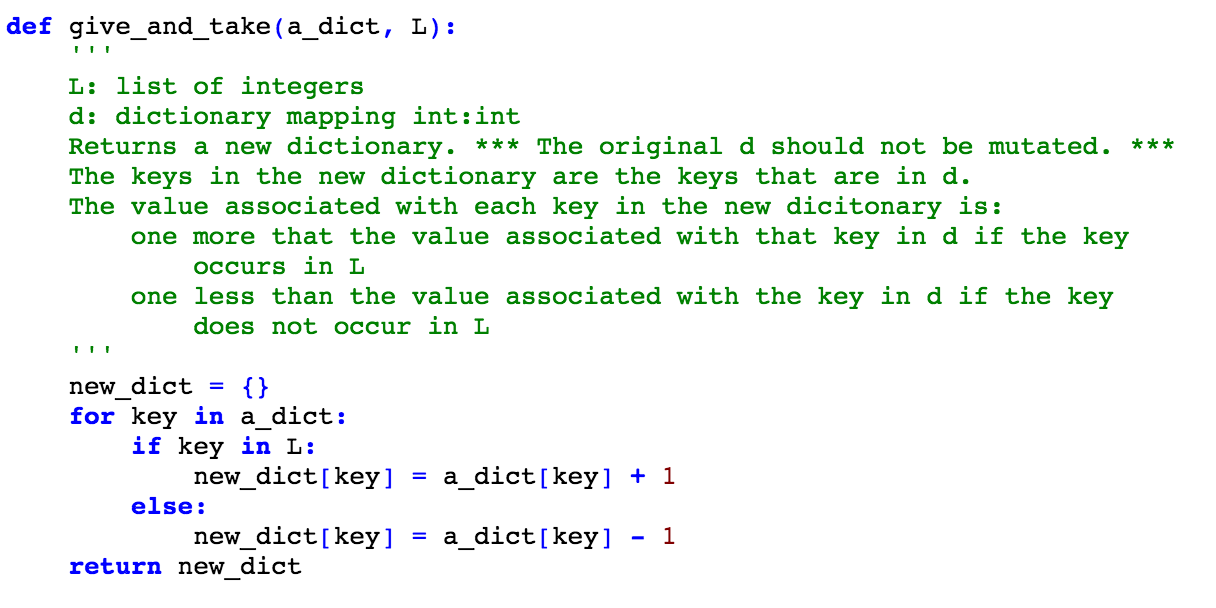 def give_and_take(a_dict, L):
    '''
    L: list of integers
    d: dictionary mapping int:int
    Returns a new dictionary. *** The original d should not be mutated. ***
    The keys in the new dictionary are the keys that are in d.
    The value associated with each key in the new dicitonary is:
        one more that the value associated with that key in d if the key
            occurs in L
        one less than the value associated with the key in d if the key
            does not occur in L
    '''
    new_dict = {}
    for key in a_dict:
        if key in L:
            new_dict[key] = a_dict[key] + 1
        else:
            new_dict[key] = a_dict[key] - 1
    return new_dict